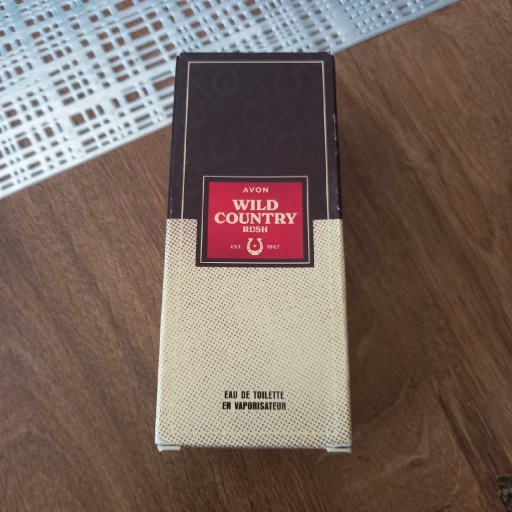 AVON
WILD
COUNTRY
RUSH
EST. 1967
EAU DE TOILETTE
EN VAPORISATEUR